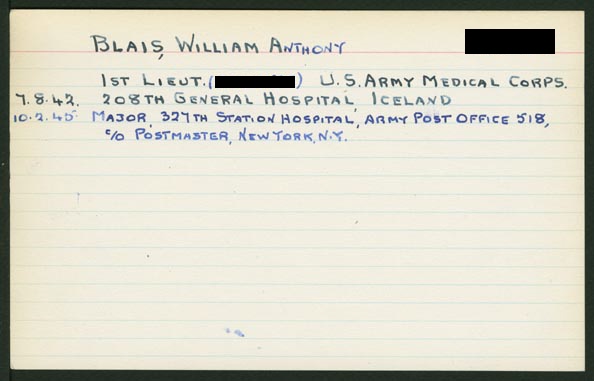 BLAIS, WILLIAM ANTHONY
1ST LIEUT. ( ) U.S. ARMY MEDICAL CORPS.
7.8.42. 208TH GENERAL HOSPITAL, ICELAND
10.2.45 MAJOR, 327TH STATION HOSPITAL, ARMY POST OFFICE 518,
c/o POSTMASTER, NEW YORK, N.Y.